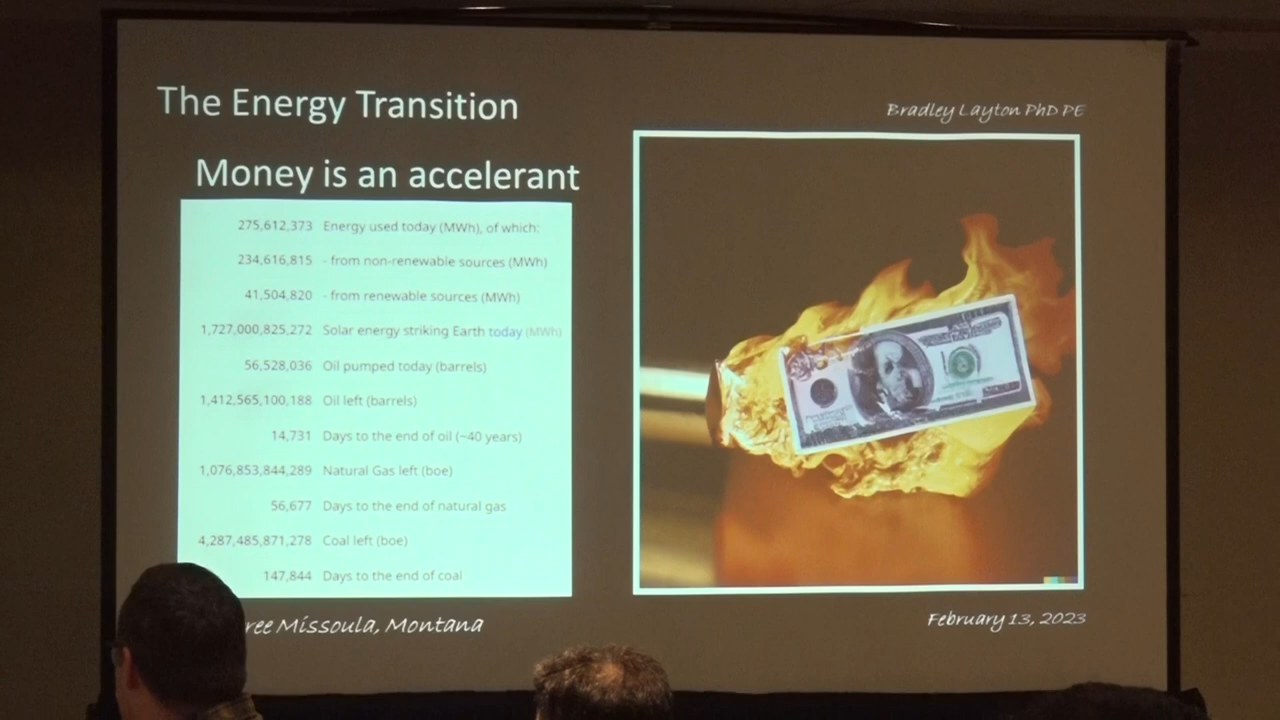 The Energy Transition
Bradley Layton PhD PE
Money is an accelerant
275,612,373 Energy used today (MWh), of which:
234,616,815 - from non-renewable sources (MWh)
41,504,820 - from renewable sources (MWh)
1,727,000,825,272 Solar energy striking Earth today (MWh)
56,528,036 Oil pumped today (barrels)
1,412,565,100,188 Oil left (barrels)
14,731 Days to the end of oil (~40 years)
1,076,853,844,289 Natural Gas left (boe)
56,677 Days to the end of natural gas
4,287,485,871,278 Coal left (boe)
147,844 Days to the end of coal
Missoula, Montana
February 13, 2023